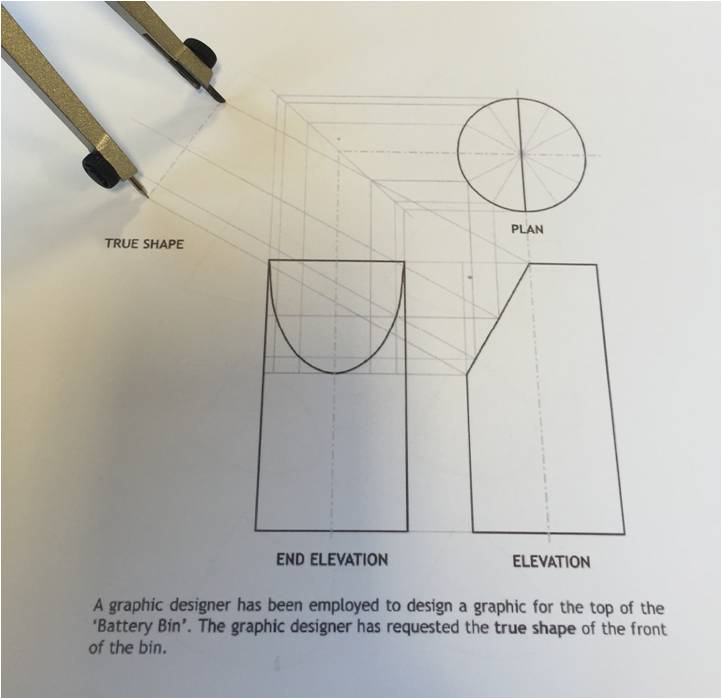 PLAN
TRUE SHAPE
END ELEVATION
ELEVATION
A graphic designer has been employed to design a graphic for the top of the
‘Battery Bin’. The graphic designer has requested the true shape of the front
of the bin.